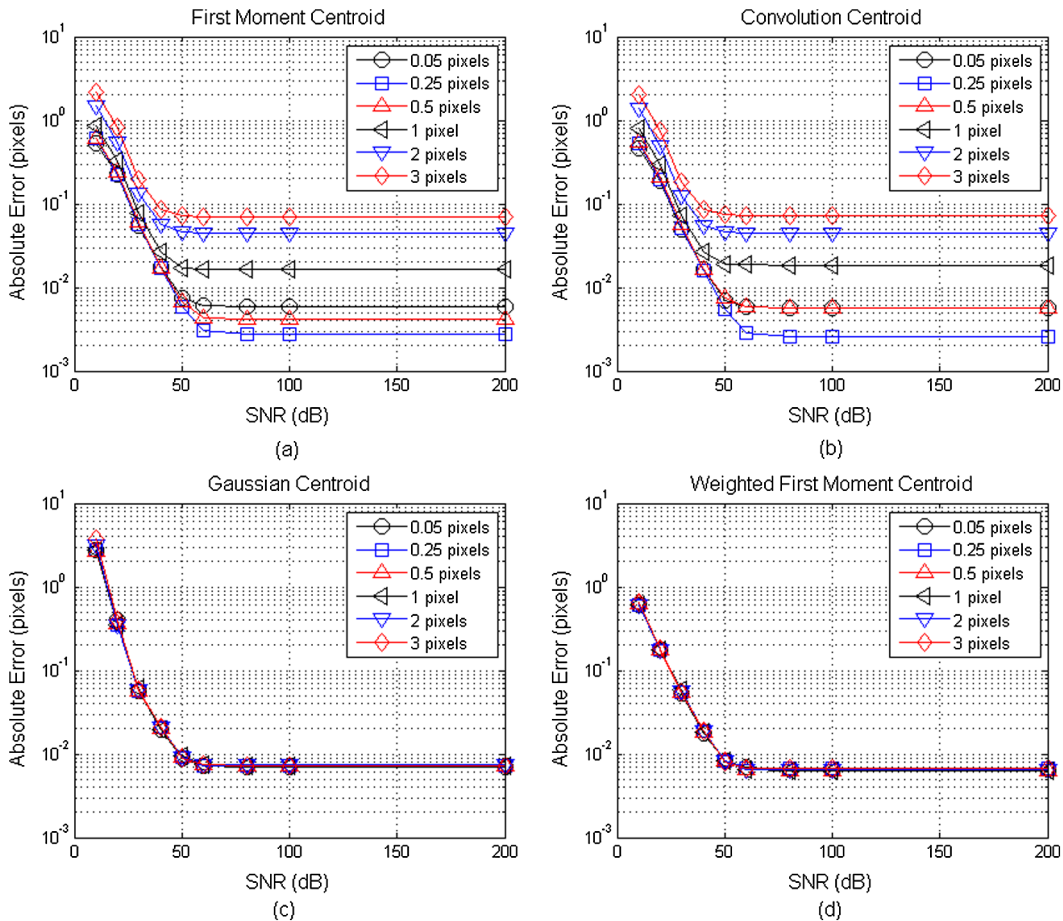 First Moment Centroid
Absolute Error (pixels)
10^1
10^0
10^-1
10^-2
10^-3
0.05 pixels
0.25 pixels
0.5 pixels
1 pixel
2 pixels
3 pixels
0 50 100 150 200
SNR (dB)
(a)
Convolution Centroid
Absolute Error (pixels)
10^1
10^0
10^-1
10^-2
10^-3
0.05 pixels
0.25 pixels
0.5 pixels
1 pixel
2 pixels
3 pixels
0 50 100 150 200
SNR (dB)
(b)
Gaussian Centroid
Absolute Error (pixels)
10^1
10^0
10^-1
10^-2
10^-3
0.05 pixels
0.25 pixels
0.5 pixels
1 pixel
2 pixels
3 pixels
0 50 100 150 200
SNR (dB)
(c)
Weighted First Moment Centroid
Absolute Error (pixels)
10^1
10^0
10^-1
10^-2
10^-3
0.05 pixels
0.25 pixels
0.5 pixels
1 pixel
2 pixels
3 pixels
0 50 100 150 200
SNR (dB)
(d)